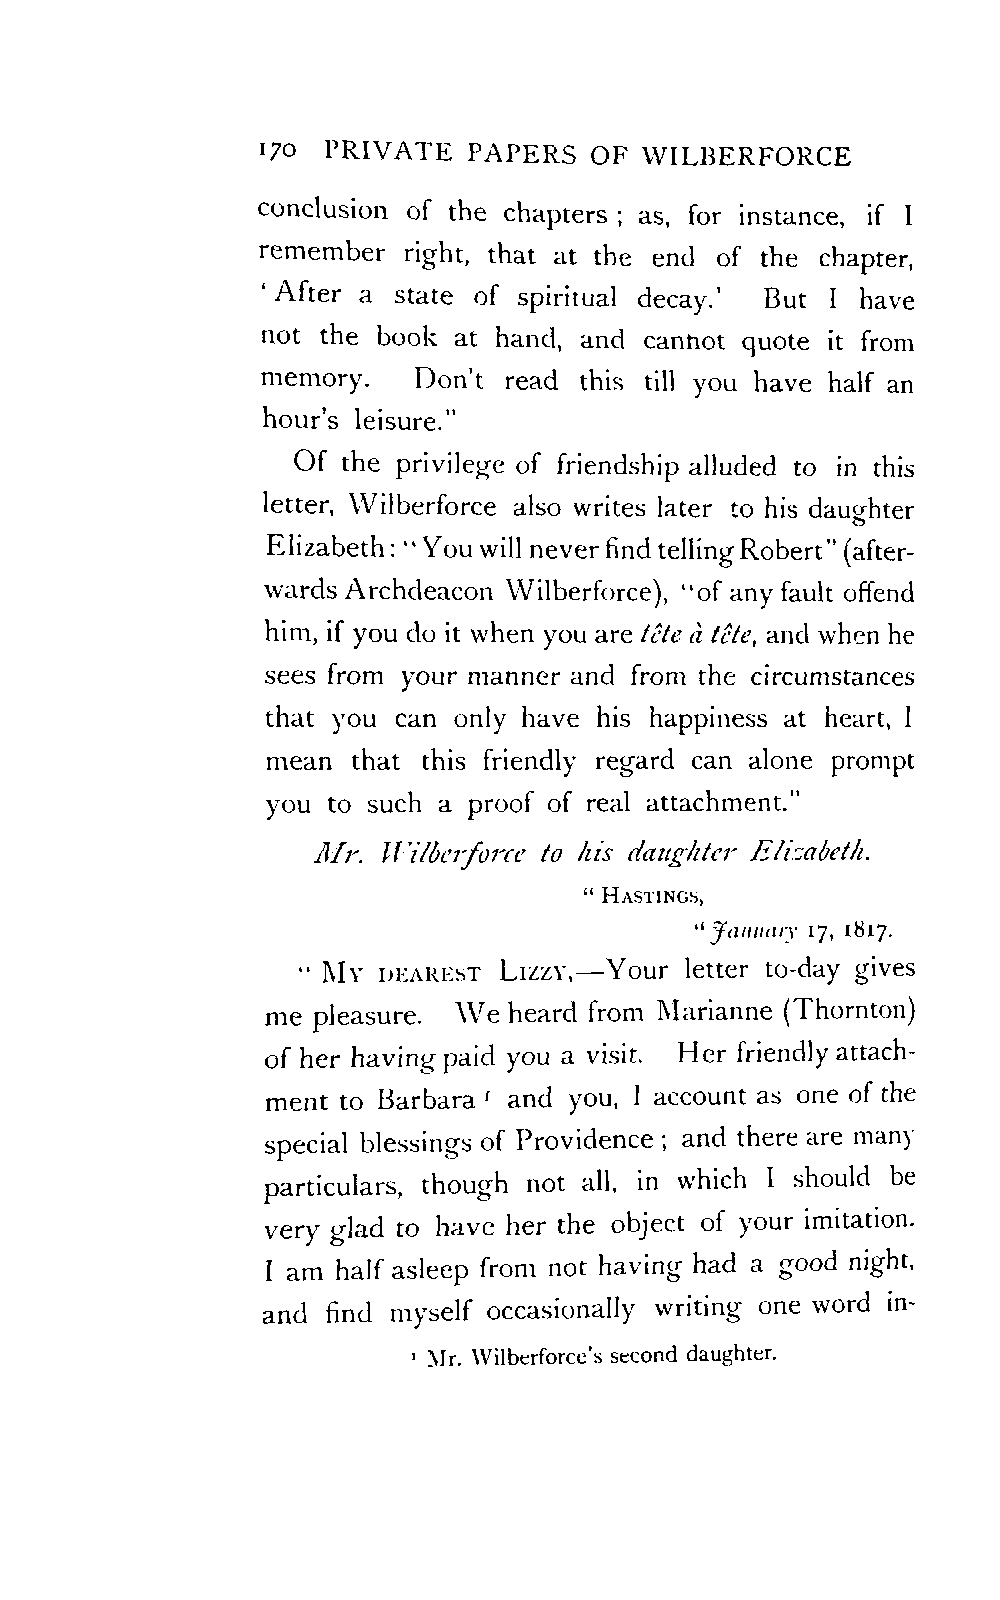 170 PRIVATE PAPERS OF WILBERFORCE
conclusion of the chapters ; as, for instance, if I
remember right, that at the end of the chapter,
‘ After a state of spiritual decay.’ But I have
not the book at hand, and cannot quote it from
memory. Don't read this till you have half an
hour's leisure."
Of the privilege of friendship alluded to in this
letter, Wilberforce also writes later to his daughter
Elizabeth : “ You will never find telling Robert" (after-
wards Archdeacon Wilberforce), “of any fault offend
him, if you do it when you are tête à tête, and when he
sees from your manner and from the circumstances
that you can only have his happiness at heart, I
mean that this friendly regard can alone prompt
you to such a proof of real attachment."
Mr. Wilberforce to his daughter Elizabeth.
“ HASTINGS,
“ January 17, 1817.
“ MY DEAREST LIZZY,—Your letter to-day gives
me pleasure. We heard from Marianne (Thornton)
of her having paid you a visit. Her friendly attach-
ment to Barbara ¹ and you, I account as one of the
special blessings of Providence ; and there are many
particulars, though not all, in which I should be
very glad to have her the object of your imitation.
I am half asleep from not having had a good night,
and find myself occasionally writing one word in-
¹ Mr. Wilberforce's second daughter.